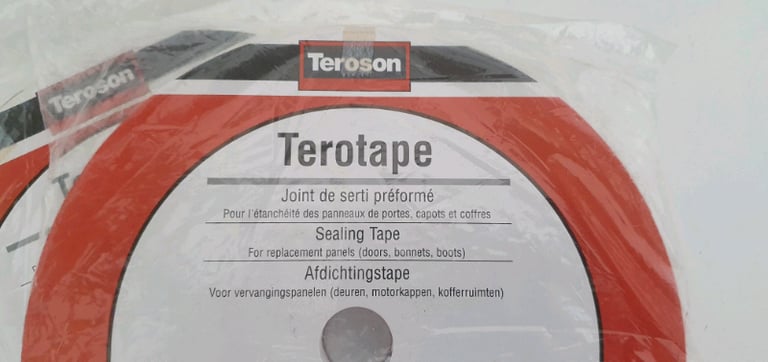 Teroson
Teroson
Terotape
Joint de serti préformé
Pour l'étanchéité des panneaux de portes, capots et coffres
Sealing Tape
For replacement panels (doors, bonnets, boots)
Afdichtingstape
Voor vervangingspanelen (deuren, motorkappen, kofferruimten)